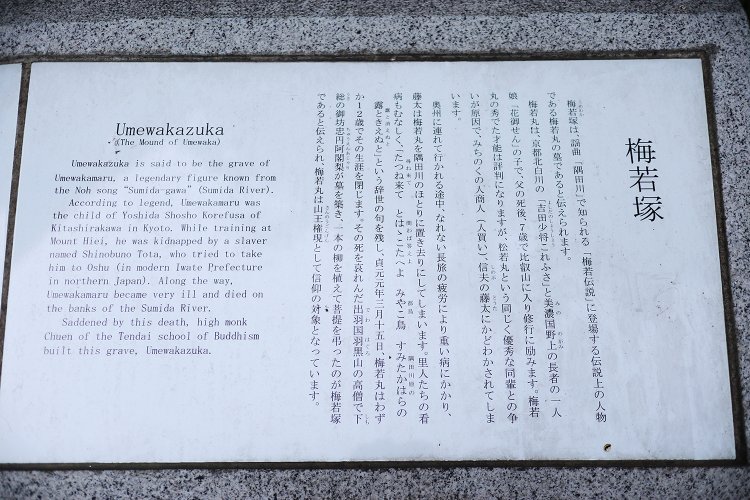 梅若塚
梅若塚は、謡曲「隅田川」で知られる「梅若伝説」に登場する伝説上の人物
である梅若丸の墓であると伝えられます。
梅若丸は、京都北白川の「吉田少将これふさ」と美濃国野上の長者の一人
娘「花御せん」の子で、父の死後、7歳で比叡山に入り修行に励みます。梅若
丸の秀でた才能は評判になりますが、松若丸という同じく優秀な同輩との争
いが原因で、みちのくの人商人(人買い)、信夫の藤太にかどわかされてしま
います。
奥州に連れて行かれる途中、なれない長旅の疲労により重い病にかかり、
藤太は梅若丸を隅田川のほとりに置き去りにしてしまいます。里人たちの看
病もむなしく、「たつね来て とはゝこたへよ みやこ鳥 すみたかはらの
露ときえぬと」という辞世の句を残し、貞元元年三月十五日、梅若丸はわず
か12歳でその生涯を閉じます。その死を哀れんだ出羽国羽黒山の高僧で下
総の御坊忠円阿闍梨が墓を築き、一本の柳を植えて菩提を弔ったのが梅若塚
であると伝えられ、梅若丸は山王権現として信仰の対象となっています。
Umewakazuka
(The Mound of Umewaka)
Umewakazuka is said to be the grave of
Umewakamaru, a legendary figure known from
the Noh song “Sumida-gawa” (Sumida River).
According to legend, Umewakamaru was
the child of Yoshida Shosho Korefusa of
Kitashirakawa in Kyoto. While training at
Mount Hiei, he was kidnapped by a slaver
named Shinobuno Tota, who tried to take
him to Oshu (in modern Iwate Prefecture
in northern Japan). Along the way,
Umewakamaru became very ill and died on
the banks of the Sumida River.
Saddened by this death, high monk
Chuen of the Tendai school of Buddhism
built this grave, Umewakazuka.